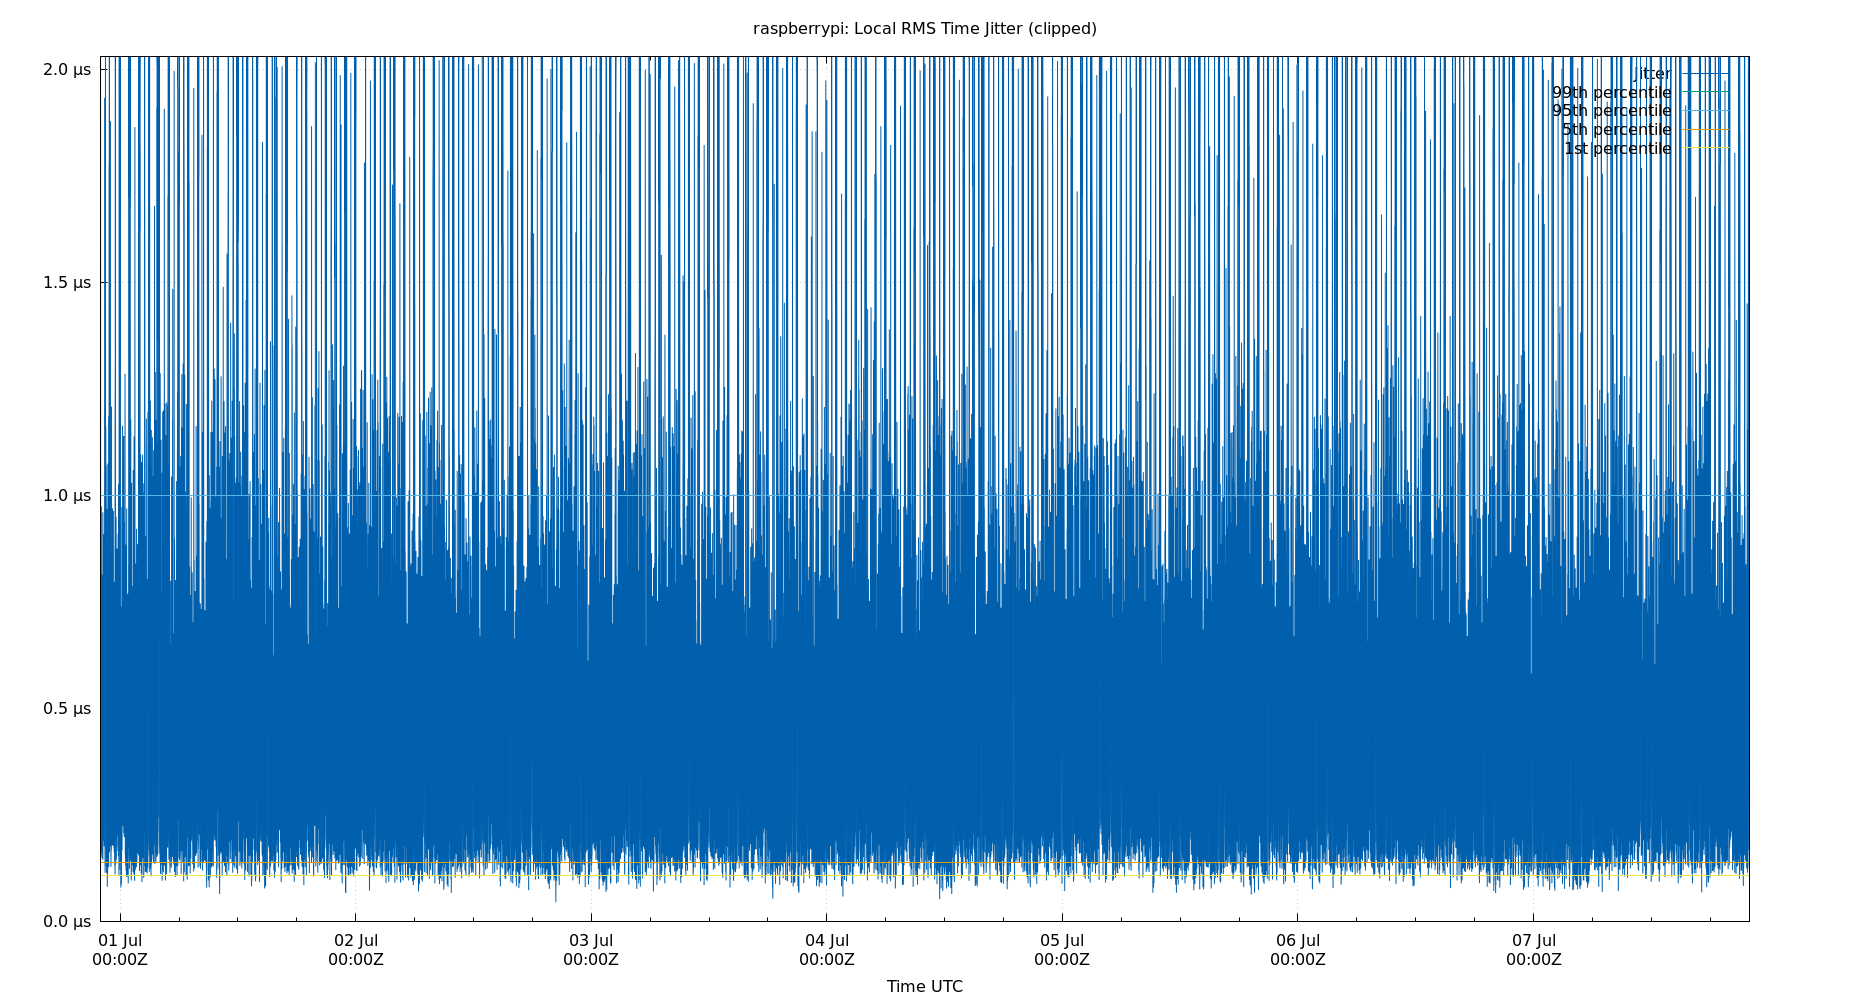 raspberrypi: Local RMS Time Jitter (clipped)
2.0 µs
1.5 µs
1.0 µs
0.5 µs
0.0 µs
jitter
99th percentile
95th percentile
5th percentile
1st percentile
01 Jul 02 Jul 03 Jul 04 Jul 05 Jul 06 Jul 07 Jul
00:00Z 00:00Z 00:00Z 00:00Z 00:00Z 00:00Z 00:00Z
Time UTC